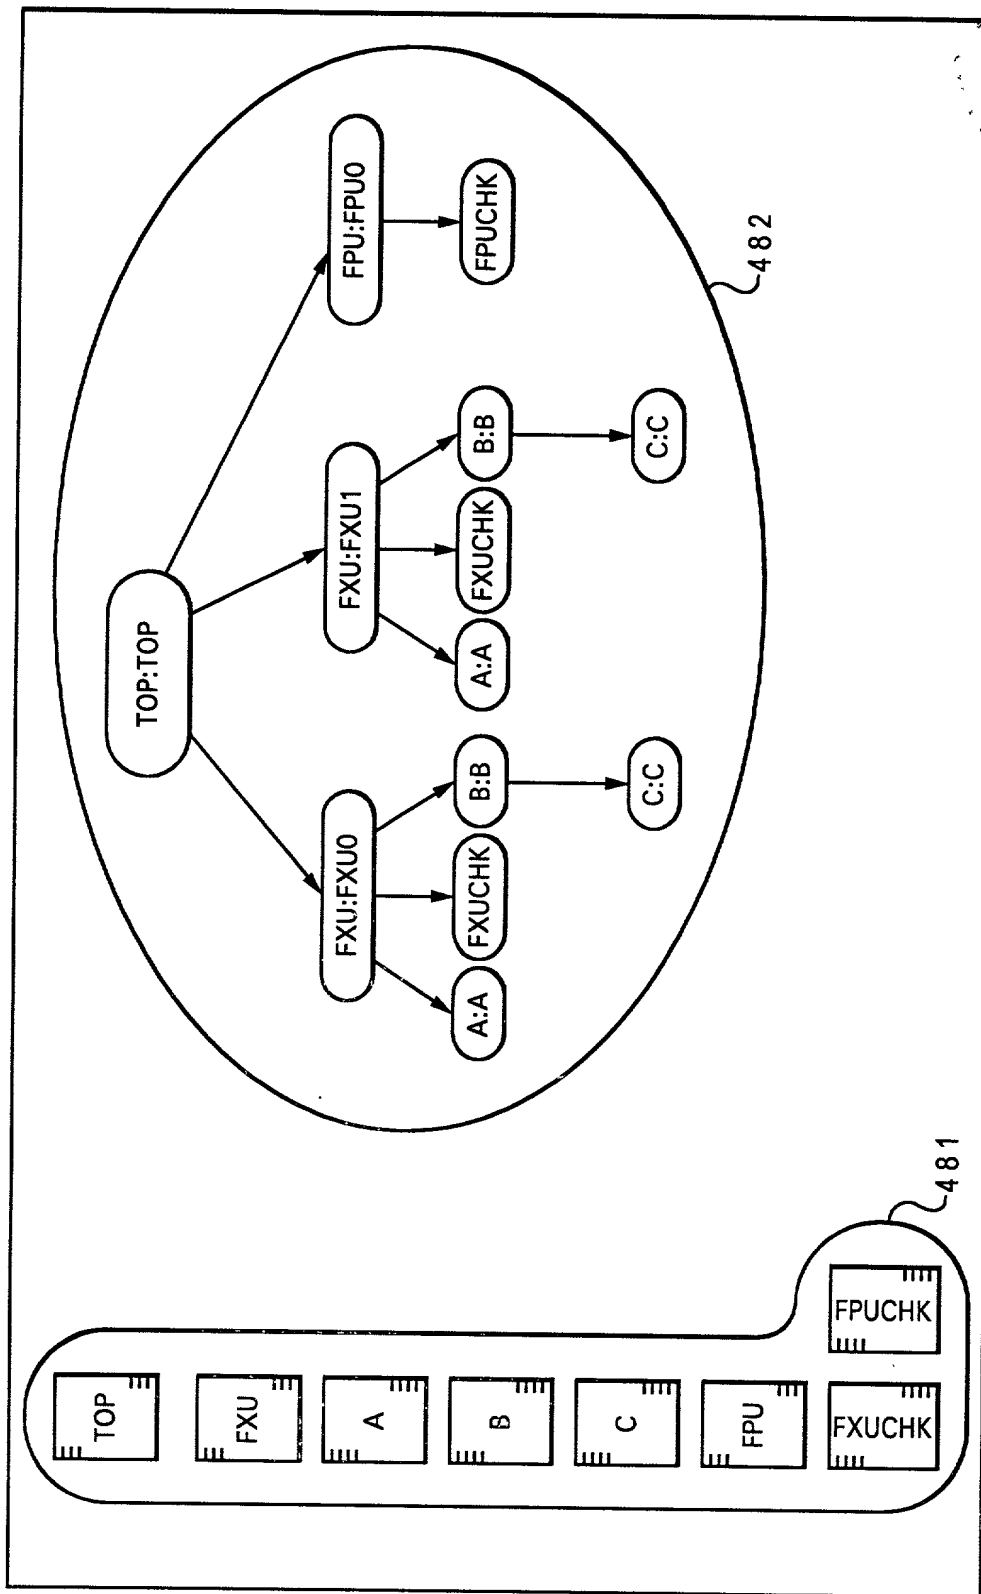 TOP
FXU
A
B
C
FPU
FXUCHK
FPUCHK
481
TOP:TOP
FXU:FXU0
FXU:FXU1
FPU:FPU0
A:A
FXUCHK
B:B
A:A
FXUCHK
B:B
FPUCHK
C:C
C:C
482